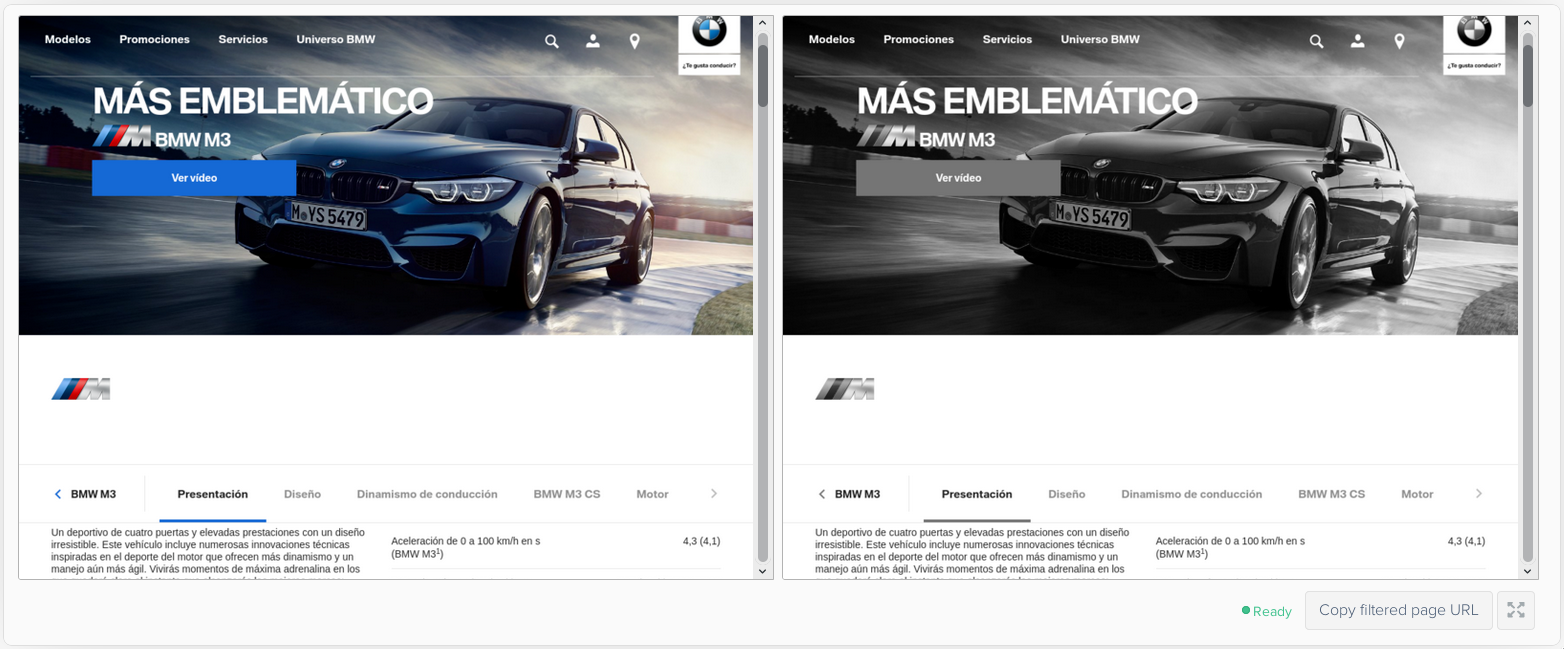 Modelos Promociones Servicios Universo BMW
¿Te gusta conducir?
MÁS EMBLEMÁTICO
M BMW M3
Ver vídeo
M YS 5479
M
BMW M3 Presentación Diseño Dinamismo de conducción BMW M3 CS Motor
Un deportivo de cuatro puertas y elevadas prestaciones con un diseño
irresistible. Este vehículo incluye numerosas innovaciones técnicas
inspiradas en el deporte del motor que ofrecen más dinamismo y un
manejo aún más ágil. Vivirás momentos de máxima adrenalina en los
Aceleración de 0 a 100 km/h en s 4,3 (4,1)
(BMW M3¹)
Modelos Promociones Servicios Universo BMW
¿Te gusta conducir?
MÁS EMBLEMÁTICO
M BMW M3
Ver vídeo
M YS 5479
M
BMW M3 Presentación Diseño Dinamismo de conducción BMW M3 CS Motor
Un deportivo de cuatro puertas y elevadas prestaciones con un diseño
irresistible. Este vehículo incluye numerosas innovaciones técnicas
inspiradas en el deporte del motor que ofrecen más dinamismo y un
manejo aún más ágil. Vivirás momentos de máxima adrenalina en los
Aceleración de 0 a 100 km/h en s 4,3 (4,1)
(BMW M3¹)
Ready Copy filtered page URL